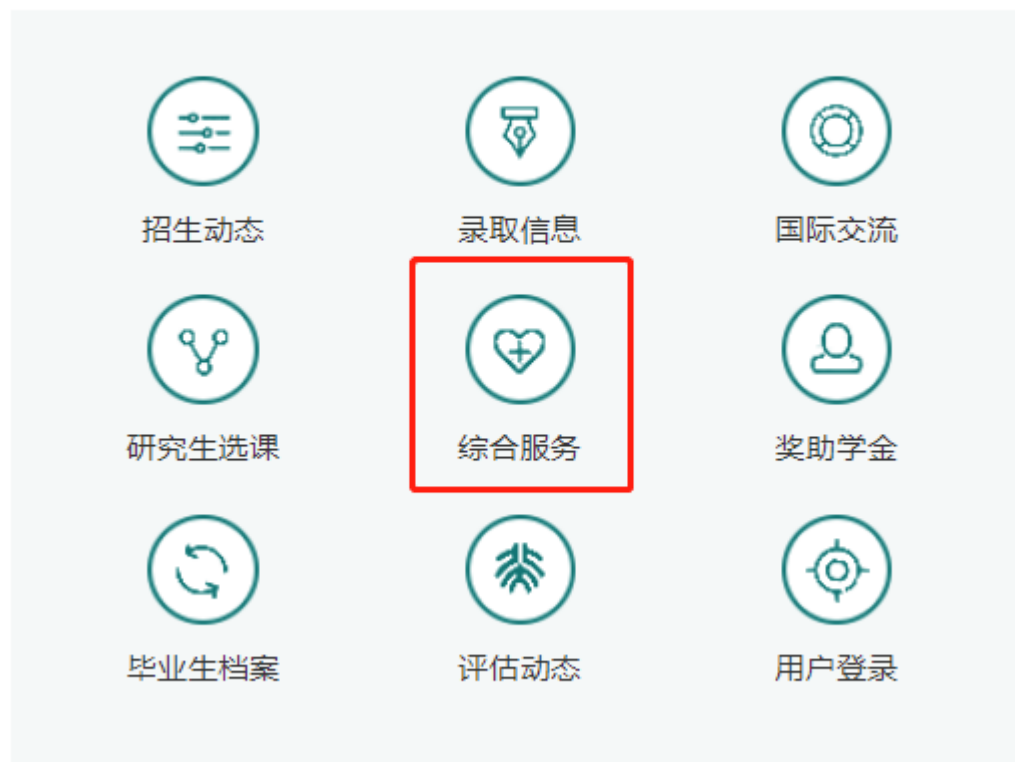 招生动态
录取信息
国际交流
研究生选课
综合服务
奖助学金
毕业生档案
评估动态
用户登录